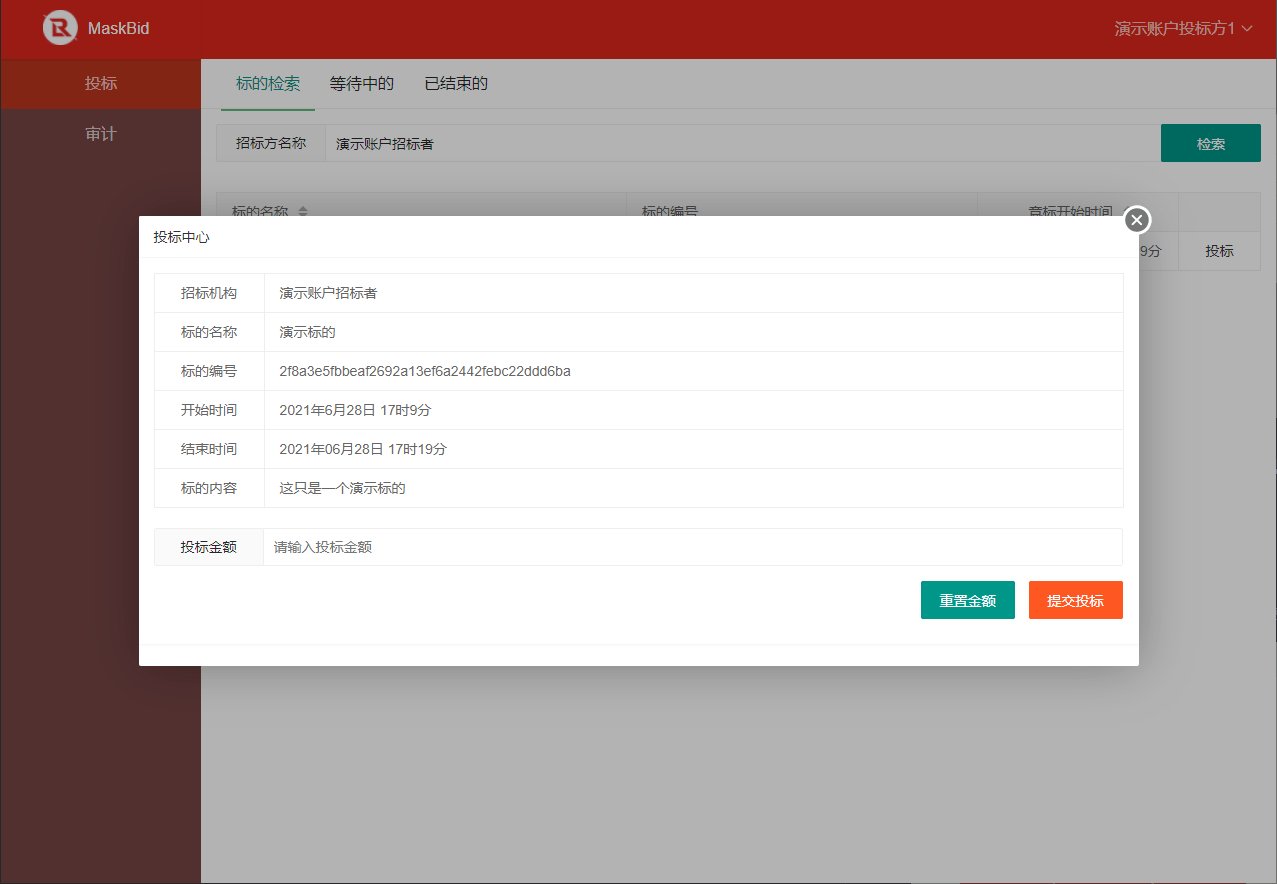 MaskBid
演示账户投标方1
投标
审计
标的检索 等待中的 已结束的
招标方名称 演示账户招标者 检索
标的名称 标的编号 竞标开始时间
9分 投标
投标中心
招标机构 演示账户招标者
标的名称 演示标的
标的编号 2f8a3e5fbbeaf2692a13ef6a2442febc22ddd6ba
开始时间 2021年6月28日 17时9分
结束时间 2021年06月28日 17时19分
标的内容 这只是一个演示标的
投标金额 请输入投标金额
重置金额 提交投标